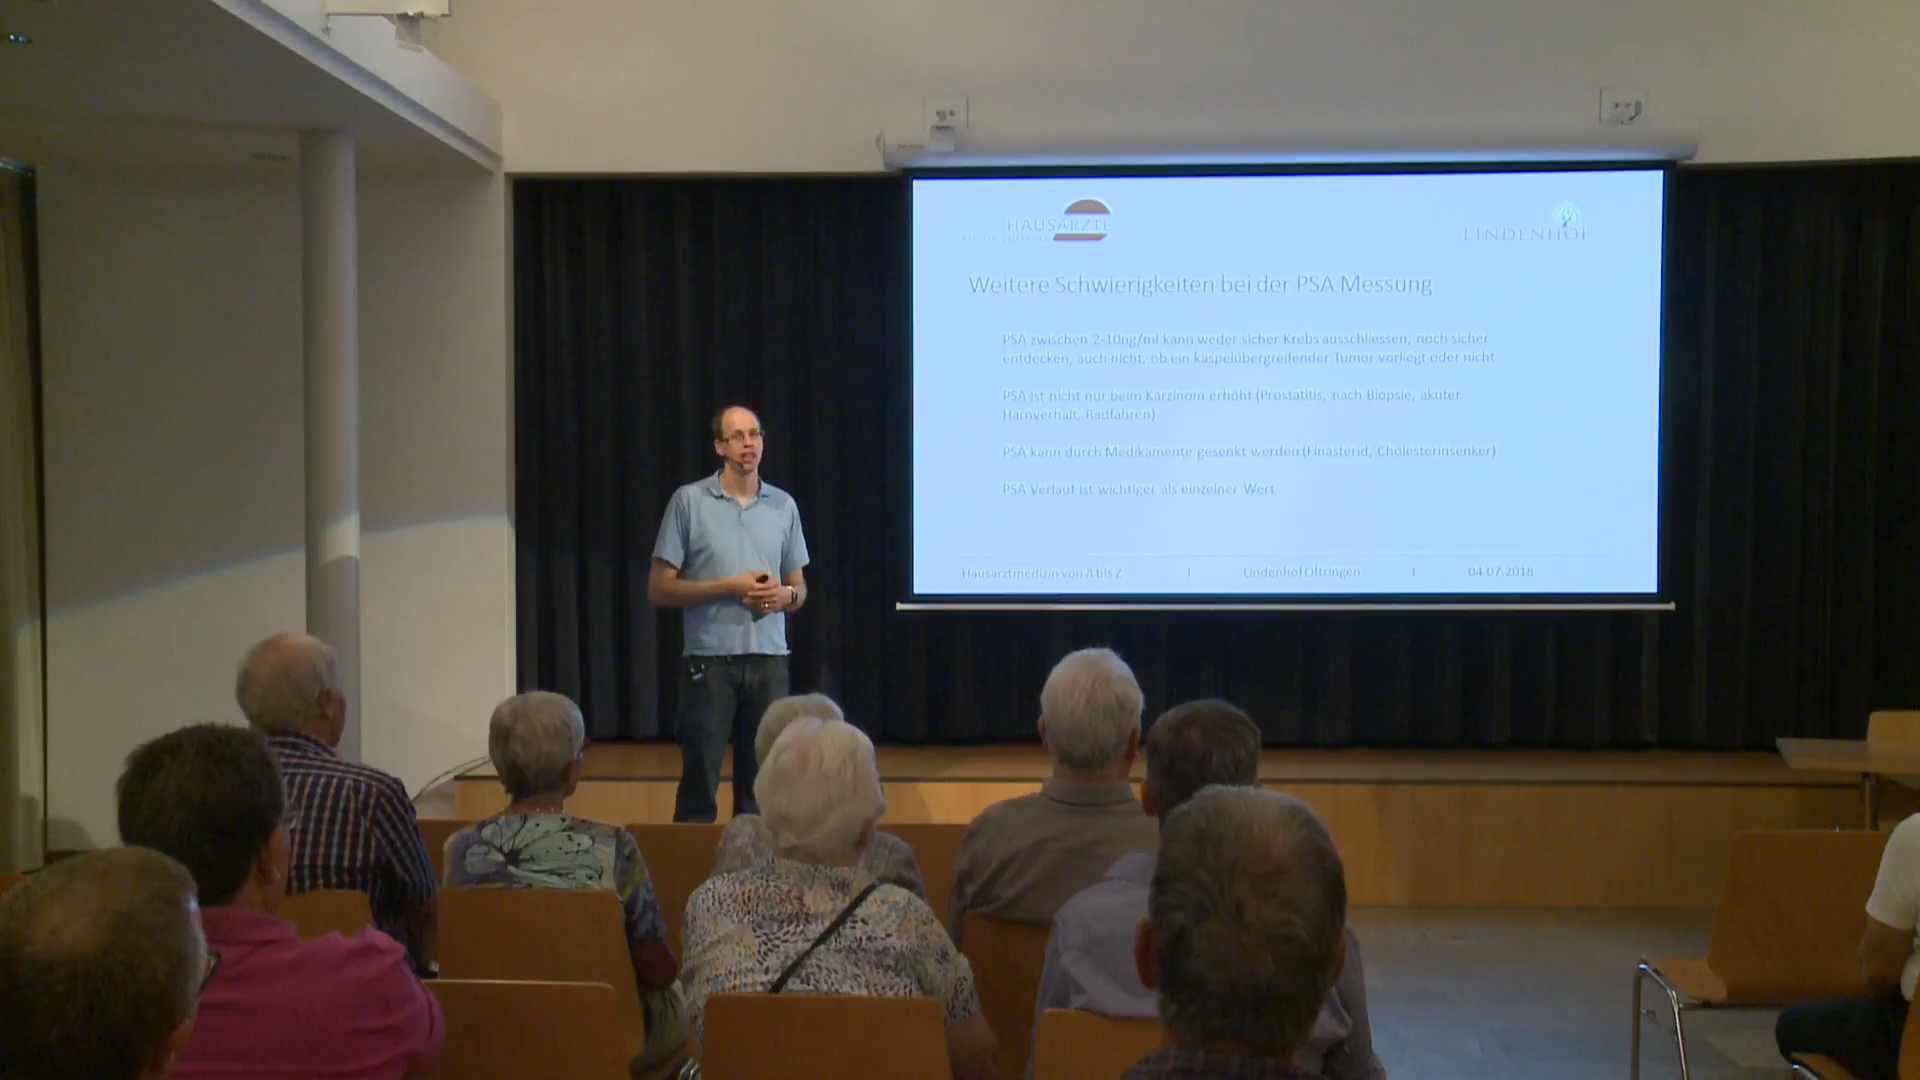 HAUSÄRZTE
LINDENHOF
Weitere Schwierigkeiten bei der PSA Messung
PSA zwischen 2-10ng/ml kann weder sicher Krebs ausschliessen, noch sicher
entdecken, auch nicht, ob ein kaspelübergreifender Tumor vorliegt oder nicht
PSA ist nicht nur beim Karzinom erhöht (Prostatitis, nach Biopsie, akuter
Harnverhalt, Radfahren)
PSA kann durch Medikamente gesenkt werden (Finasterid, Cholesterinsenker)
PSA Verlauf ist wichtiger als einzelner Wert
Hausarztmedizin von A bis Z | Lindenhof Oftringen | 04.07.2018